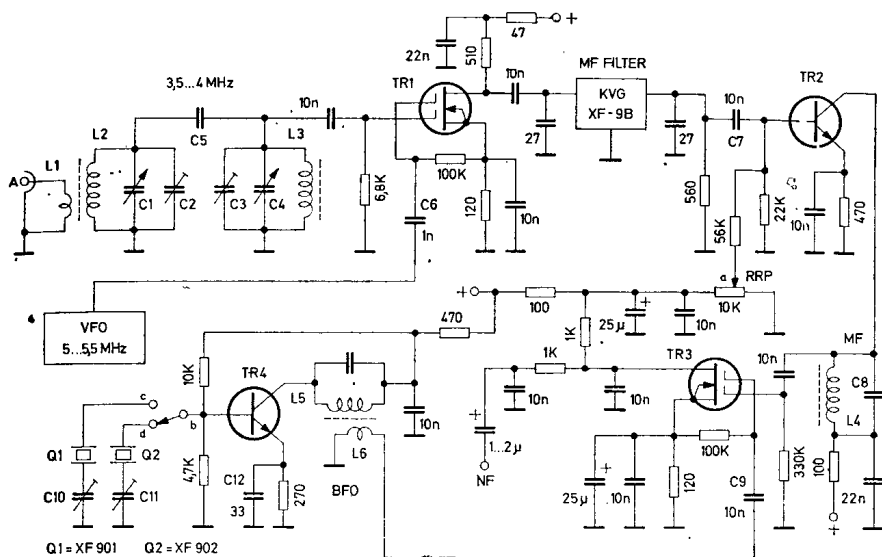 47
+
22n
510
TR1
10n
MF FILTER
KVG
XF-9B
TR2
3,5...4 MHz
10n
C5
L1
L2
L3
A
C1
C2
C3
C4
6,8K
100K
120
10n
C6
1n
27
27
560
10n
C7
56K
22K
10n
470
a
RRP
10K
VFO
5...5,5 MHz
+
100
470
1K
25µ
+
10n
MF
TR4
10K
L5
1K
TR3
10n
C8
c
d
b
10n
10n
10n
L4
Q1
Q2
4,7K
+
1...2µ
NF
100K
330K
100
C10
C11
C12
33
270
L6
BFO
+
25µ
10n
120
C9
10n
+
22n
Q1 = XF 901
Q2 = XF 902